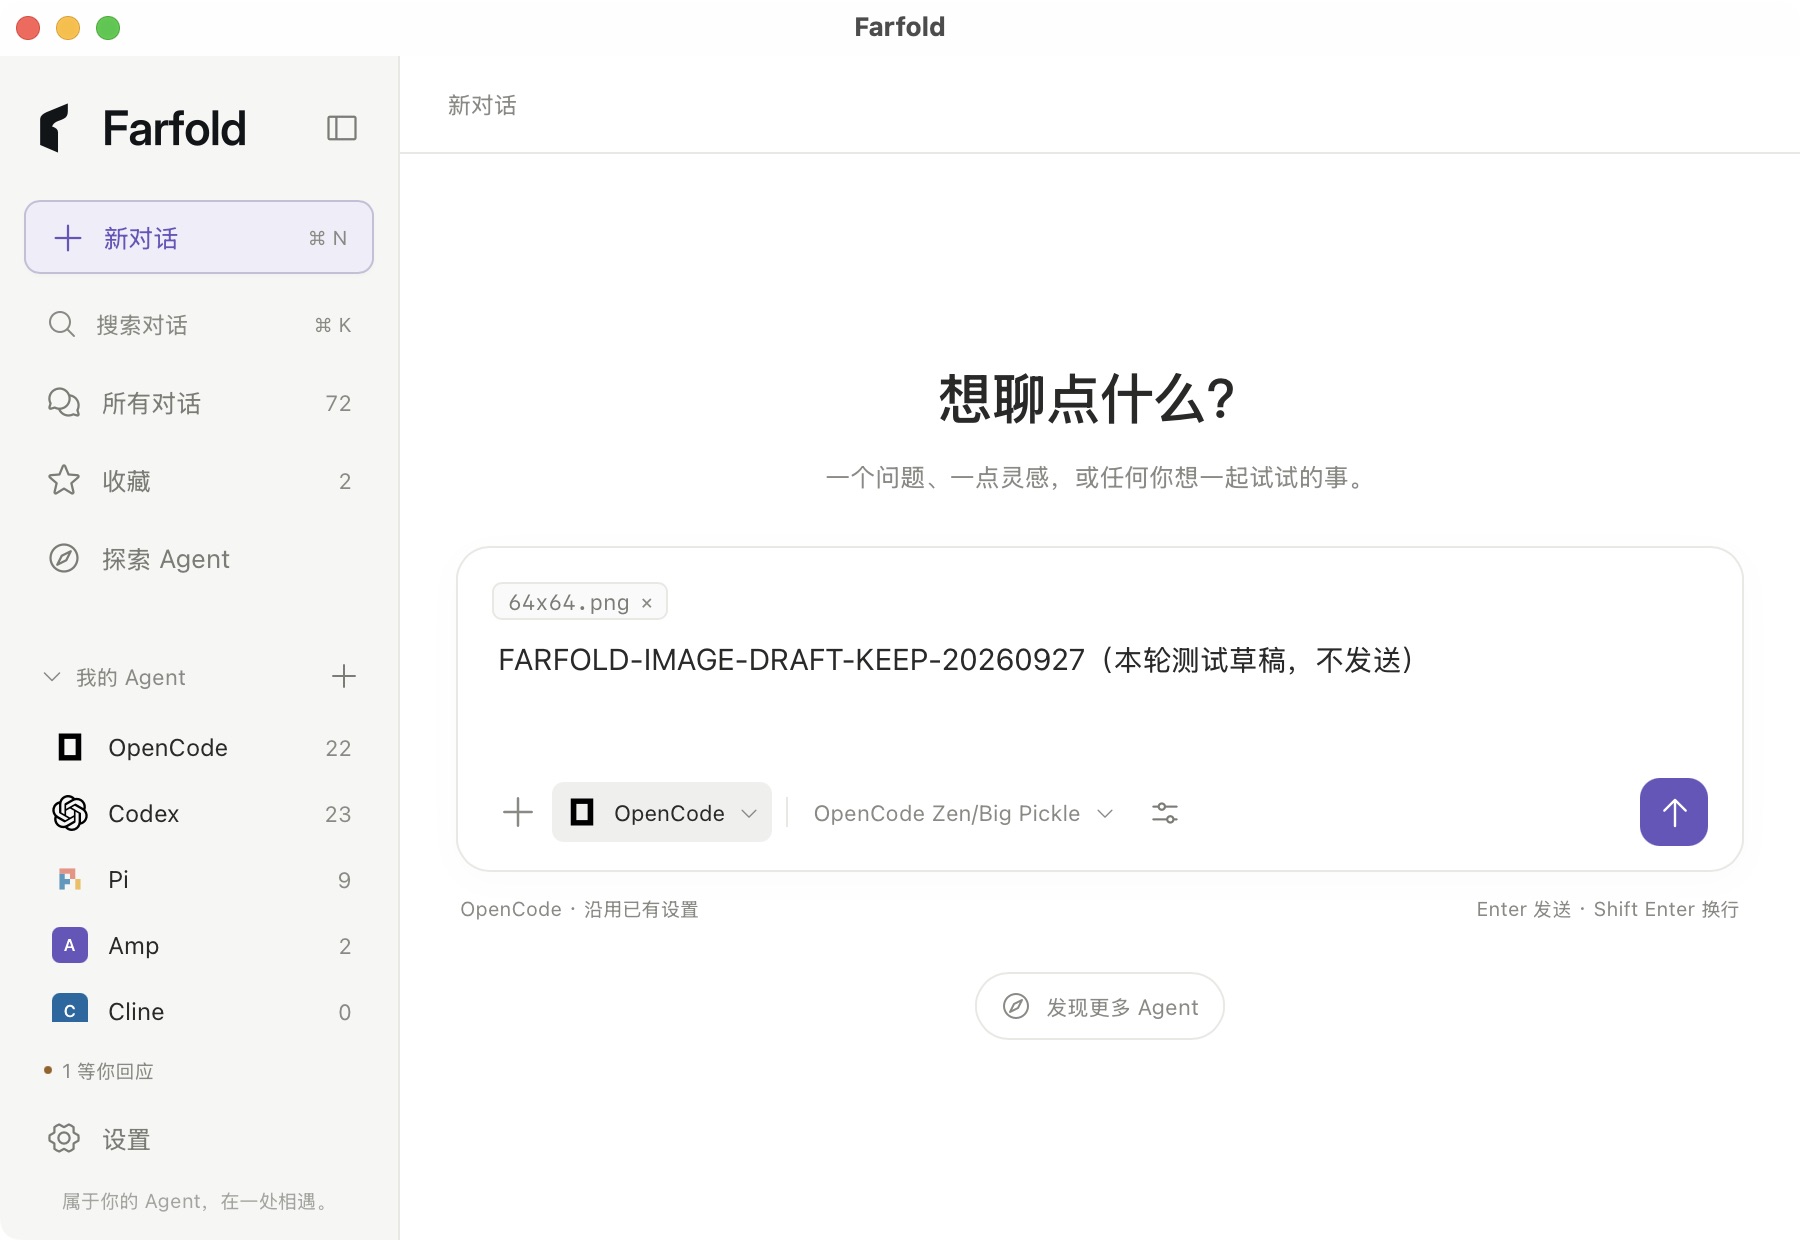 Farfold
Farfold
新对话 ⌘ N
搜索对话 ⌘ K
所有对话 72
收藏 2
探索 Agent
我的 Agent
OpenCode 22
Codex 23
Pi 9
A Amp 2
C Cline 0
1 等你回应
设置
属于你的 Agent，在一处相遇。
新对话
想聊点什么？
一个问题、一点灵感，或任何你想一起试试的事。
64x64.png ×
FARFOLD-IMAGE-DRAFT-KEEP-20260927（本轮测试草稿，不发送）
OpenCode OpenCode Zen/Big Pickle
OpenCode · 沿用已有设置 Enter 发送 · Shift Enter 换行
发现更多 Agent